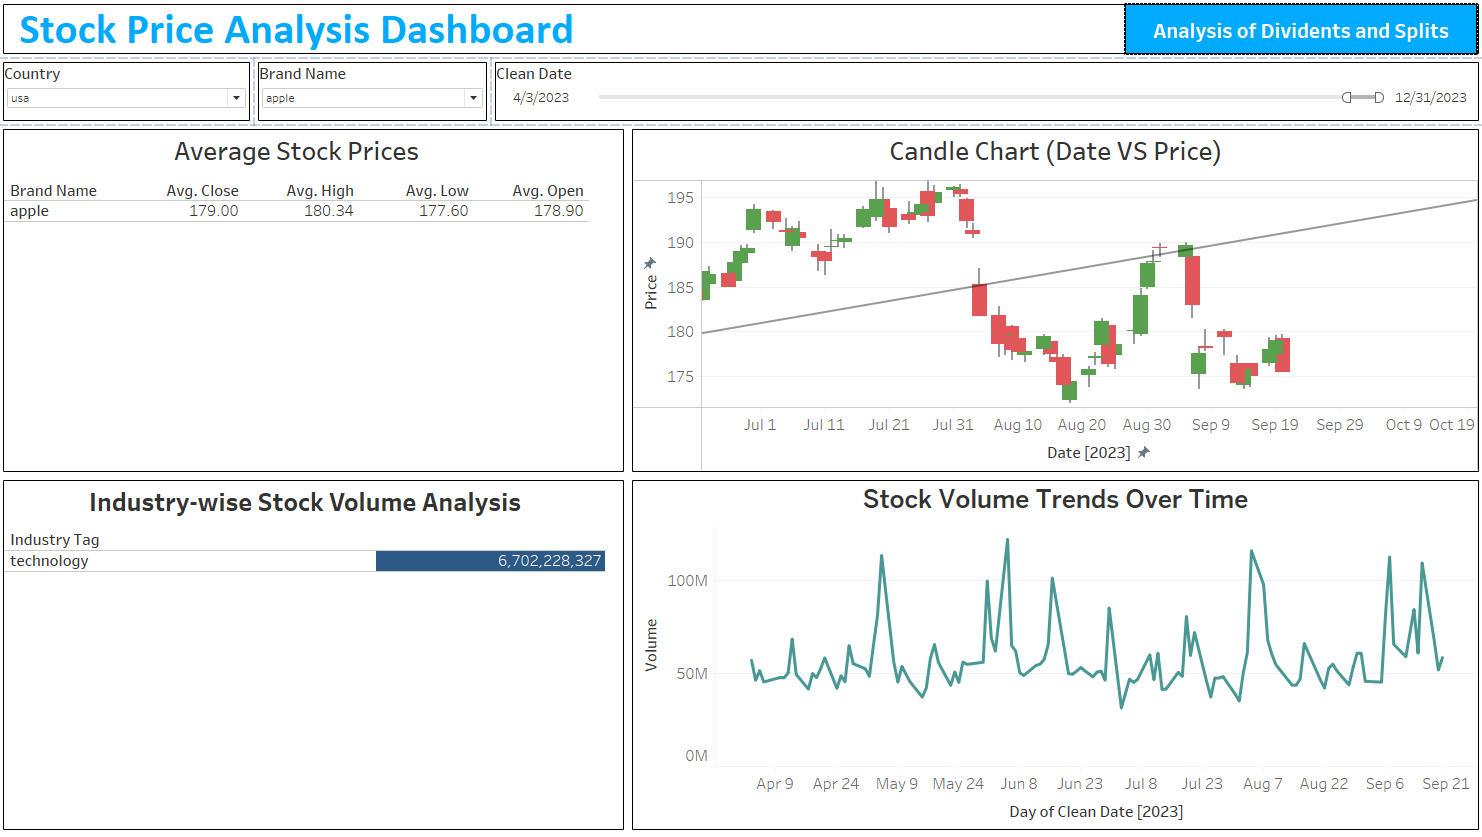 Stock Price Analysis Dashboard
Analysis of Dividents and Splits
Country
usa
Brand Name
apple
Clean Date
4/3/2023
12/31/2023
Average Stock Prices
Brand Name Avg. Close Avg. High Avg. Low Avg. Open
apple 179.00 180.34 177.60 178.90
Candle Chart (Date VS Price)
Price
195
190
185
180
175
Jul 1 Jul 11 Jul 21 Jul 31 Aug 10 Aug 20 Aug 30 Sep 9 Sep 19 Sep 29 Oct 9 Oct 19
Date [2023]
Industry-wise Stock Volume Analysis
Industry Tag
technology 6,702,228,327
Stock Volume Trends Over Time
Volume
100M
50M
0M
Apr 9 Apr 24 May 9 May 24 Jun 8 Jun 23 Jul 8 Jul 23 Aug 7 Aug 22 Sep 6 Sep 21
Day of Clean Date [2023]